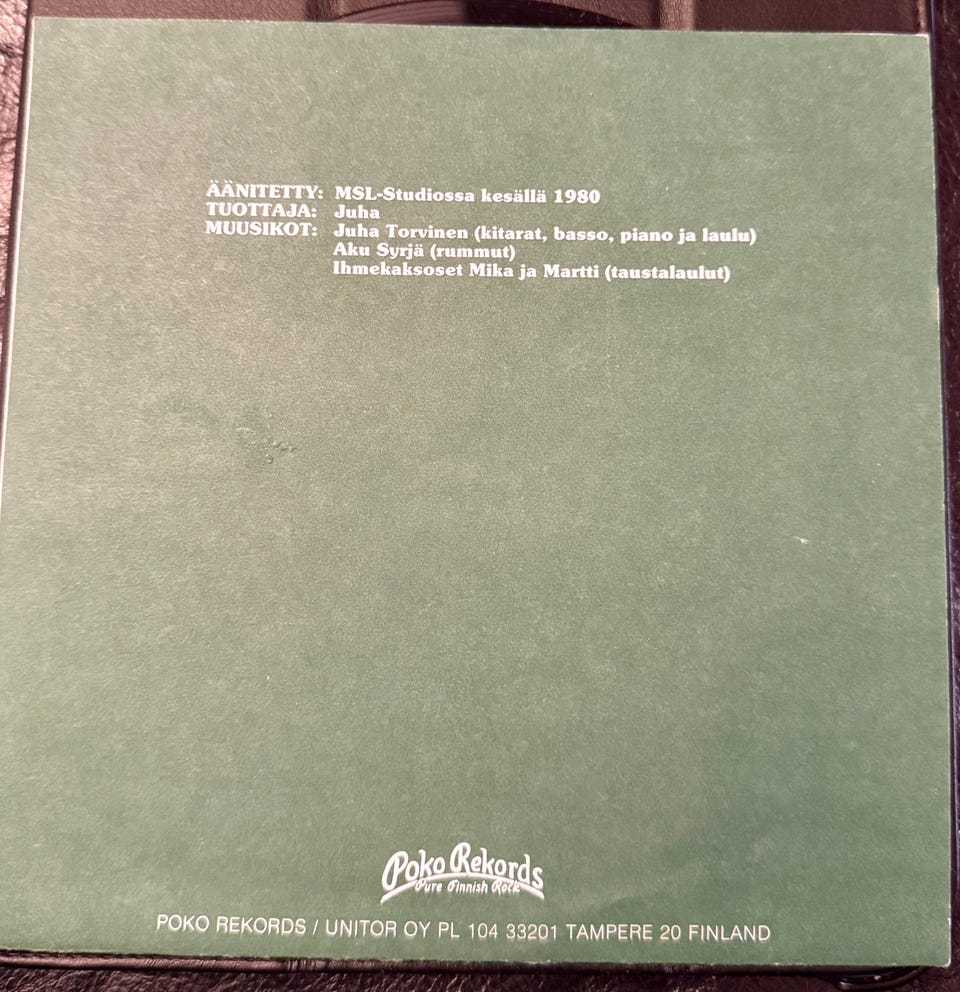 ÄÄNITETTY: MSL-Studiossa kesällä 1980
TUOTTAJA: Juha
MUUSIKOT: Juha Torvinen (kitarat, basso, piano ja laulu)
Aku Syrjä (rummut)
Ihmekaksoset Mika ja Martti (taustalaulut)
Poko Rekords
Pure Finnish Rock
POKO REKORDS / UNITOR OY PL 104 33201 TAMPERE 20 FINLAND